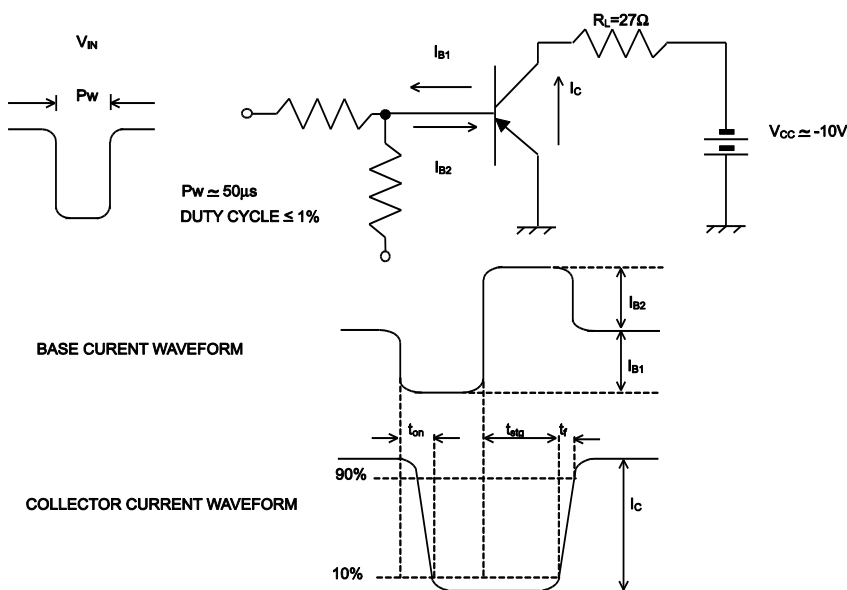 RL=27Ω
VIN
IB1
Pw
IC
VCC ≃ -10V
IB2
Pw ≃ 50µs
DUTY CYCLE ≤ 1%
IB2
BASE CURENT WAVEFORM
IB1
ton
tstg
tf
90%
COLLECTOR CURRENT WAVEFORM
IC
10%